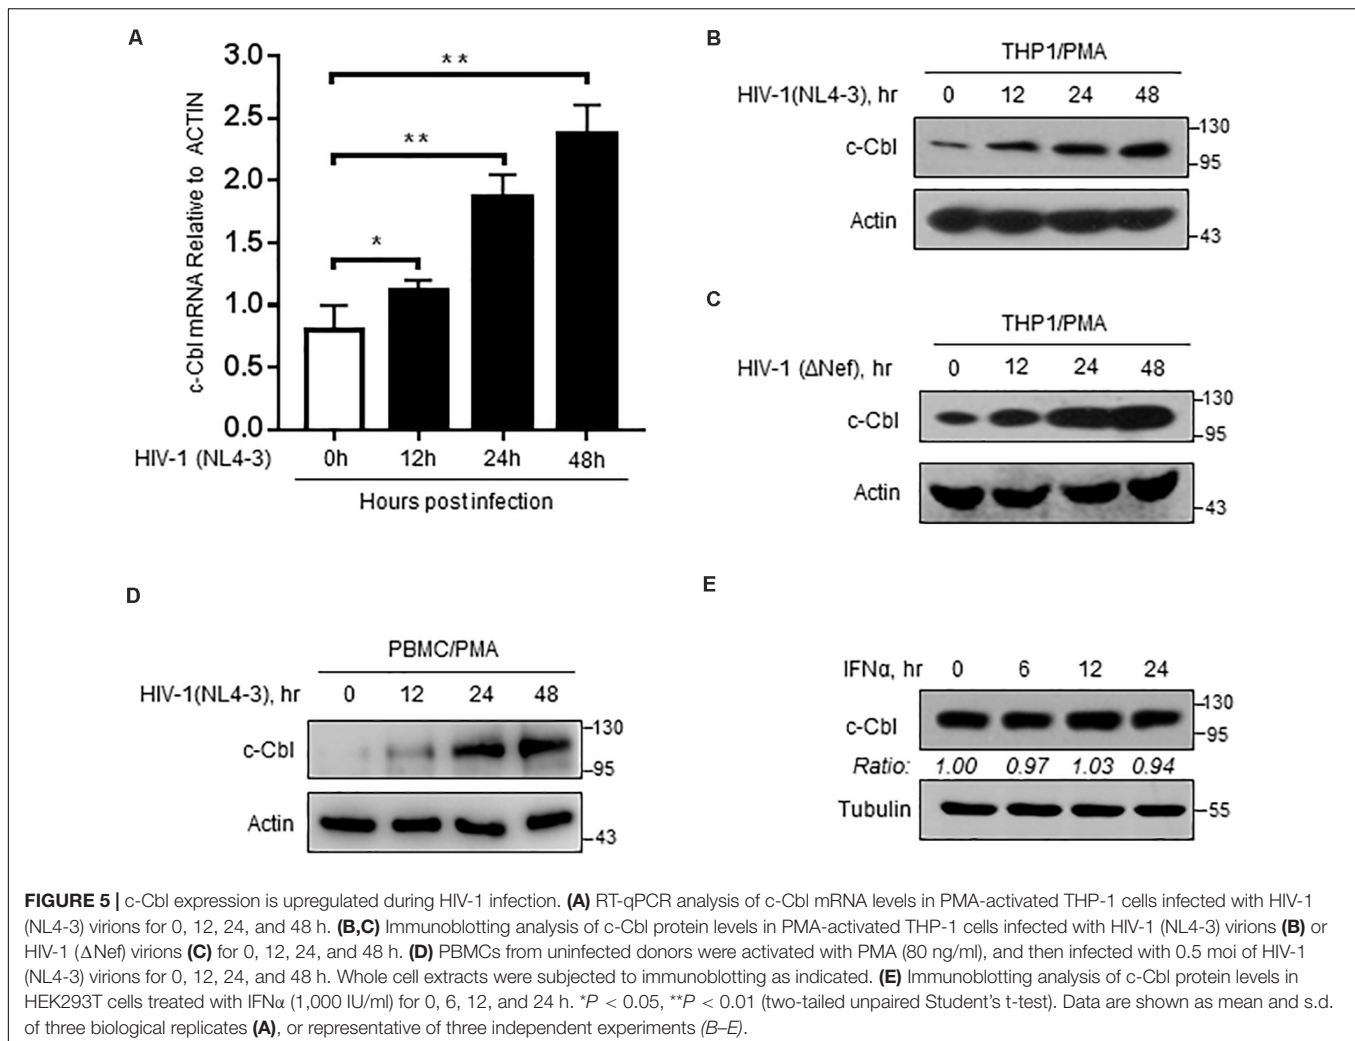 A
c-Cbl mRNA Relative to ACTIN
3.0
2.5
2.0
1.5
1.0
0.5
0.0
**
**
*
HIV-1 (NL4-3) 0h 12h 24h 48h
Hours post infection
B
THP1/PMA
HIV-1(NL4-3), hr 0 12 24 48
c-Cbl
130
95
Actin
43
C
THP1/PMA
HIV-1 (ΔNef), hr 0 12 24 48
c-Cbl
130
95
Actin
43
D
PBMC/PMA
HIV-1(NL4-3), hr 0 12 24 48
c-Cbl
130
95
Actin
43
E
IFNα, hr 0 6 12 24
c-Cbl
130
95
Ratio: 1.00 0.97 1.03 0.94
Tubulin
55
FIGURE 5 | c-Cbl expression is upregulated during HIV-1 infection. (A) RT-qPCR analysis of c-Cbl mRNA levels in PMA-activated THP-1 cells infected with HIV-1
(NL4-3) virions for 0, 12, 24, and 48 h. (B,C) Immunoblotting analysis of c-Cbl protein levels in PMA-activated THP-1 cells infected with HIV-1 (NL4-3) virions (B) or
HIV-1 (ΔNef) virions (C) for 0, 12, 24, and 48 h. (D) PBMCs from uninfected donors were activated with PMA (80 ng/ml), and then infected with 0.5 moi of HIV-1
(NL4-3) virions for 0, 12, 24, and 48 h. Whole cell extracts were subjected to immunoblotting as indicated. (E) Immunoblotting analysis of c-Cbl protein levels in
HEK293T cells treated with IFNα (1,000 IU/ml) for 0, 6, 12, and 24 h. *P < 0.05, **P < 0.01 (two-tailed unpaired Student's t-test). Data are shown as mean and s.d.
of three biological replicates (A), or representative of three independent experiments (B–E).